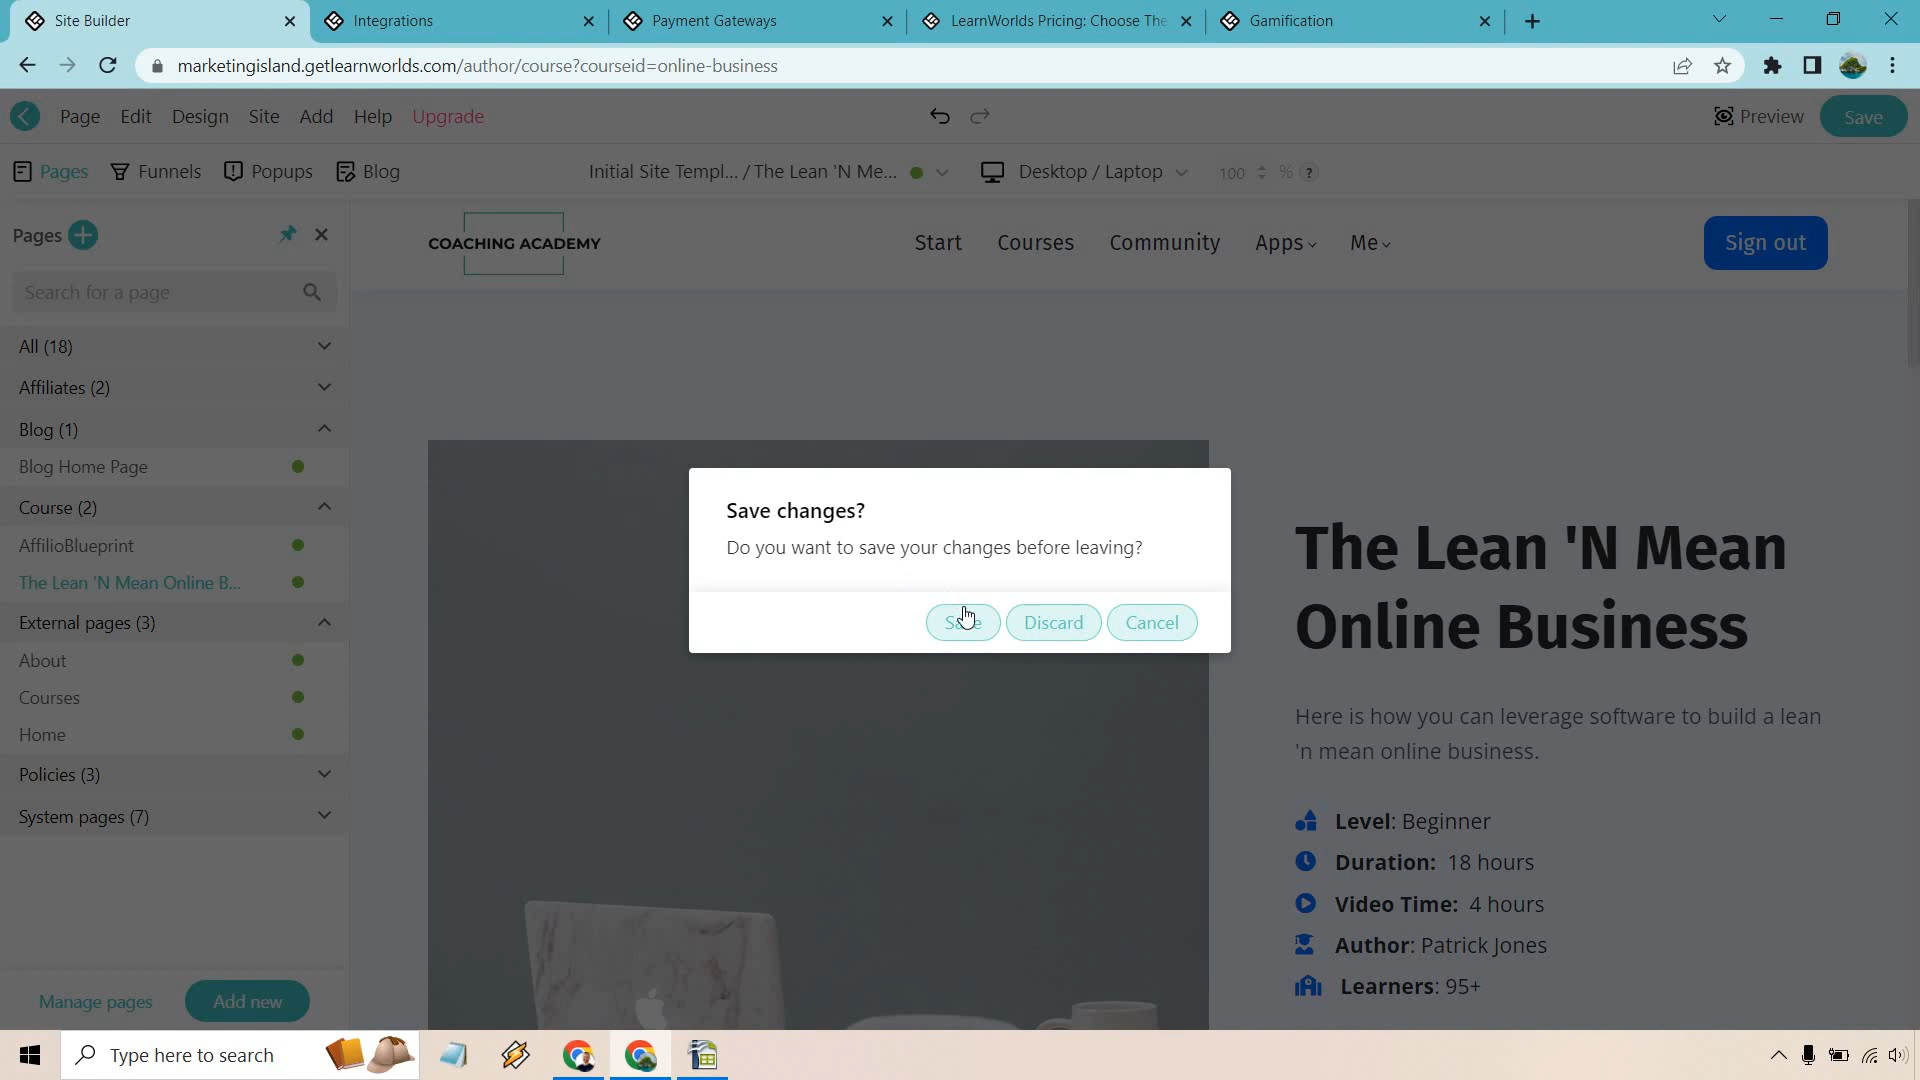 Site Builder
Integrations
Payment Gateways
LearnWorlds Pricing: Choose The
Gamification
marketingisland.getlearnworlds.com/author/course?courseid=online-business
Page Edit Design Site Add Help Upgrade
Preview
Save
Pages Funnels Popups Blog
Initial Site Templ... / The Lean 'N Me...
Desktop / Laptop
100 % ?
Pages
Search for a page
All (18)
Affiliates (2)
Blog (1)
Blog Home Page
Course (2)
AffilioBlueprint
The Lean 'N Mean Online B...
External pages (3)
About
Courses
Home
Policies (3)
System pages (7)
Manage pages
Add new
COACHING ACADEMY
Start Courses Community Apps Me
Sign out
Save changes?
Do you want to save your changes before leaving?
Save Discard Cancel
The Lean 'N Mean
Online Business
Here is how you can leverage software to build a lean
'n mean online business.
Level: Beginner
Duration: 18 hours
Video Time: 4 hours
Author: Patrick Jones
Learners: 95+
Type here to search